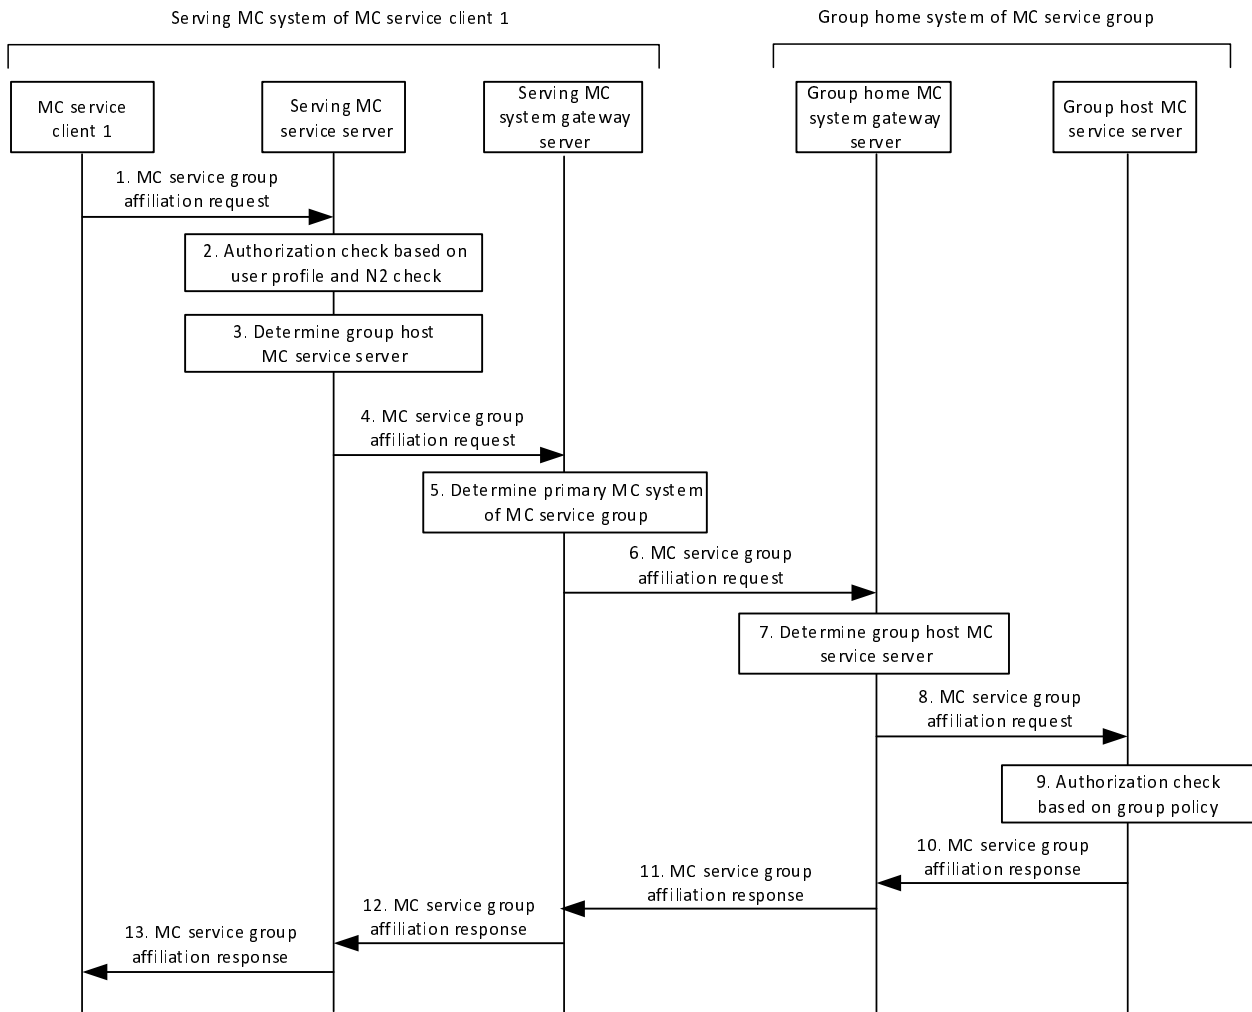 Serving MC system of MC service client 1
Group home system of MC service group
MC service
client 1
Serving MC
service server
Serving MC
system gateway
server
Group home MC
system gateway
server
Group host MC
service server
1. MC service group
affiliation request
2. Authorization check based on
user profile and N2 check
3. Determine group host
MC service server
4. MC service group
affiliation request
5. Determine primary MC system
of MC service group
6. MC service group
affiliation request
7. Determine group host MC
service server
8. MC service group
affiliation request
9. Authorization check
based on group policy
10. MC service group
affiliation response
11. MC service group
affiliation response
12. MC service group
affiliation response
13. MC service group
affiliation response